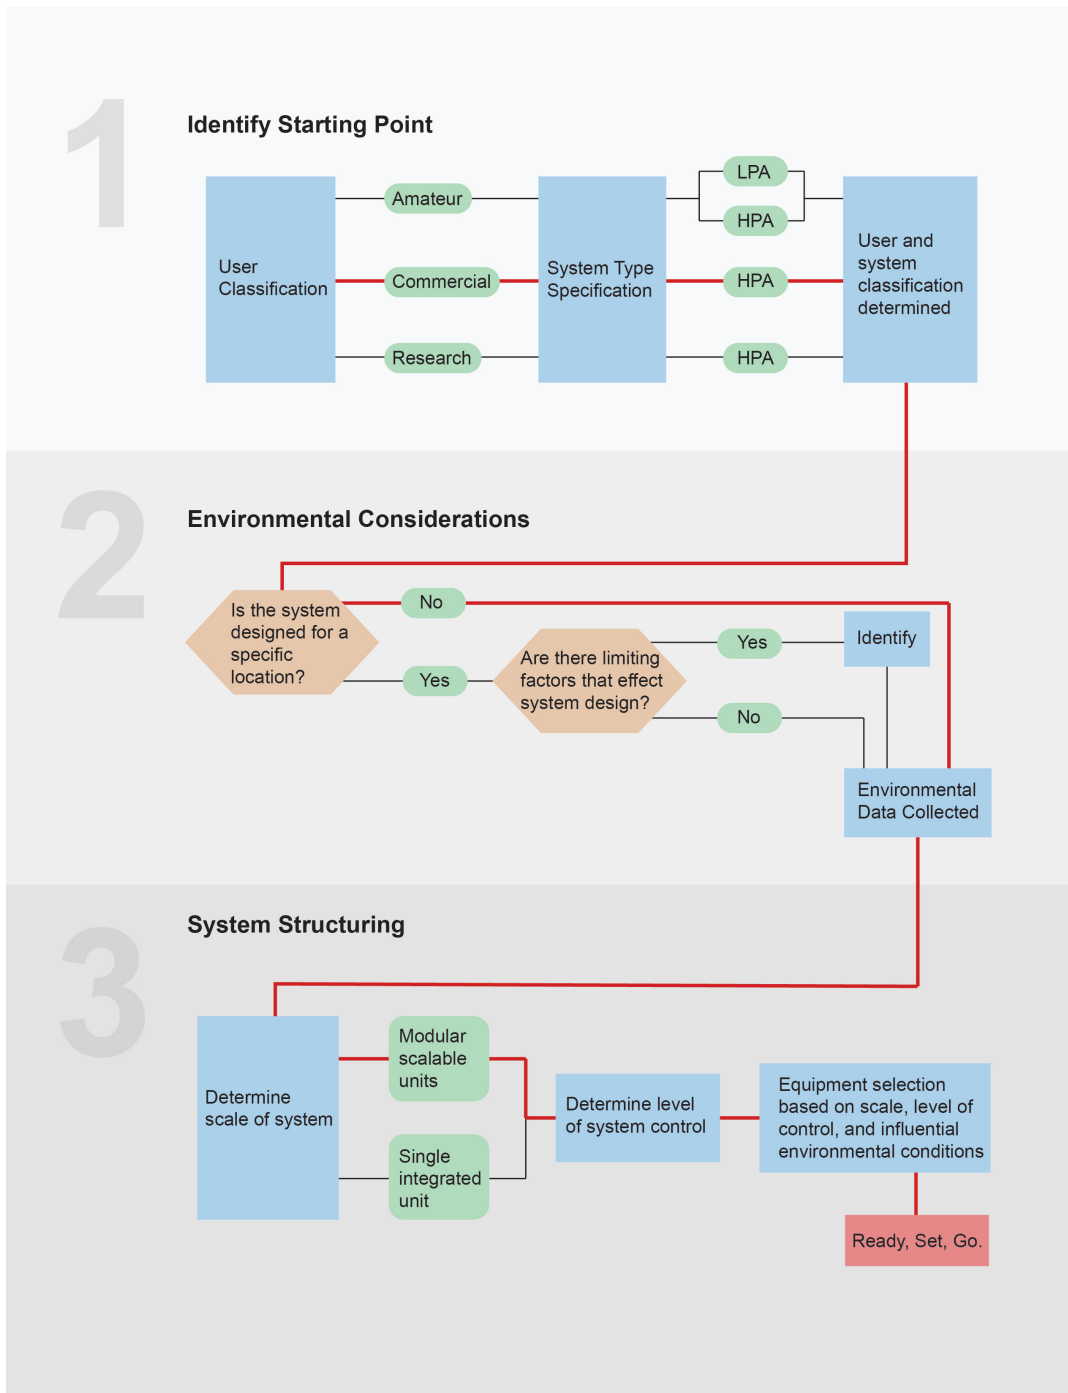 1
Identify Starting Point
User
Classification
Amateur
Commercial
Research
System Type
Specification
LPA
HPA
HPA
HPA
User and
system
classification
determined
2
Environmental Considerations
Is the system
designed for a
specific
location?
No
Yes
Are there limiting
factors that effect
system design?
Yes
No
Identify
Environmental
Data Collected
3
System Structuring
Determine
scale of system
Modular
scalable
units
Single
integrated
unit
Determine level
of system control
Equipment selection
based on scale, level of
control, and influential
environmental conditions
Ready, Set, Go.